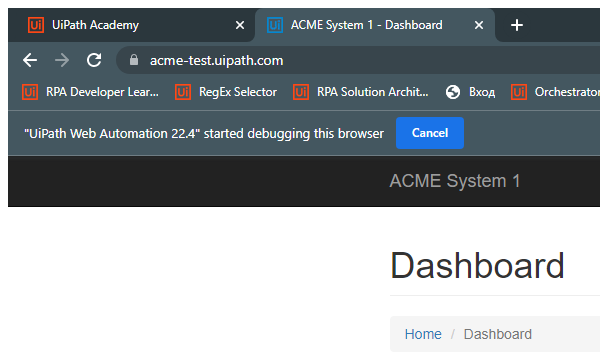 UiPath Academy
ACME System 1 - Dashboard
acme-test.uipath.com
RPA Developer Lear...
RegEx Selector
RPA Solution Archit...
Вход
Orchestrator
"UiPath Web Automation 22.4" started debugging this browser
Cancel
ACME System 1
Dashboard
Home / Dashboard